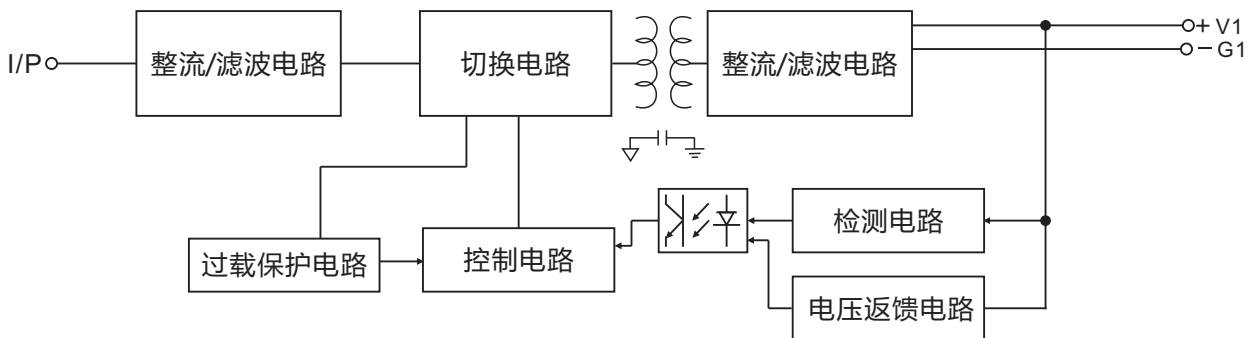 I/P
整流/滤波电路
切换电路
整流/滤波电路
+ V1
- G1
检测电路
过载保护电路
控制电路
电压返馈电路